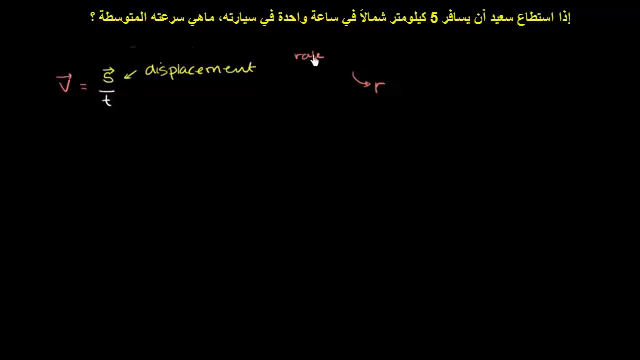 إذا استطاع سعيد أن يسافر 5 كيلومتر شمالاً في ساعة واحدة في سيارته، ماهي سرعته المتوسطة ؟
rate
v = s / t
displacement
r